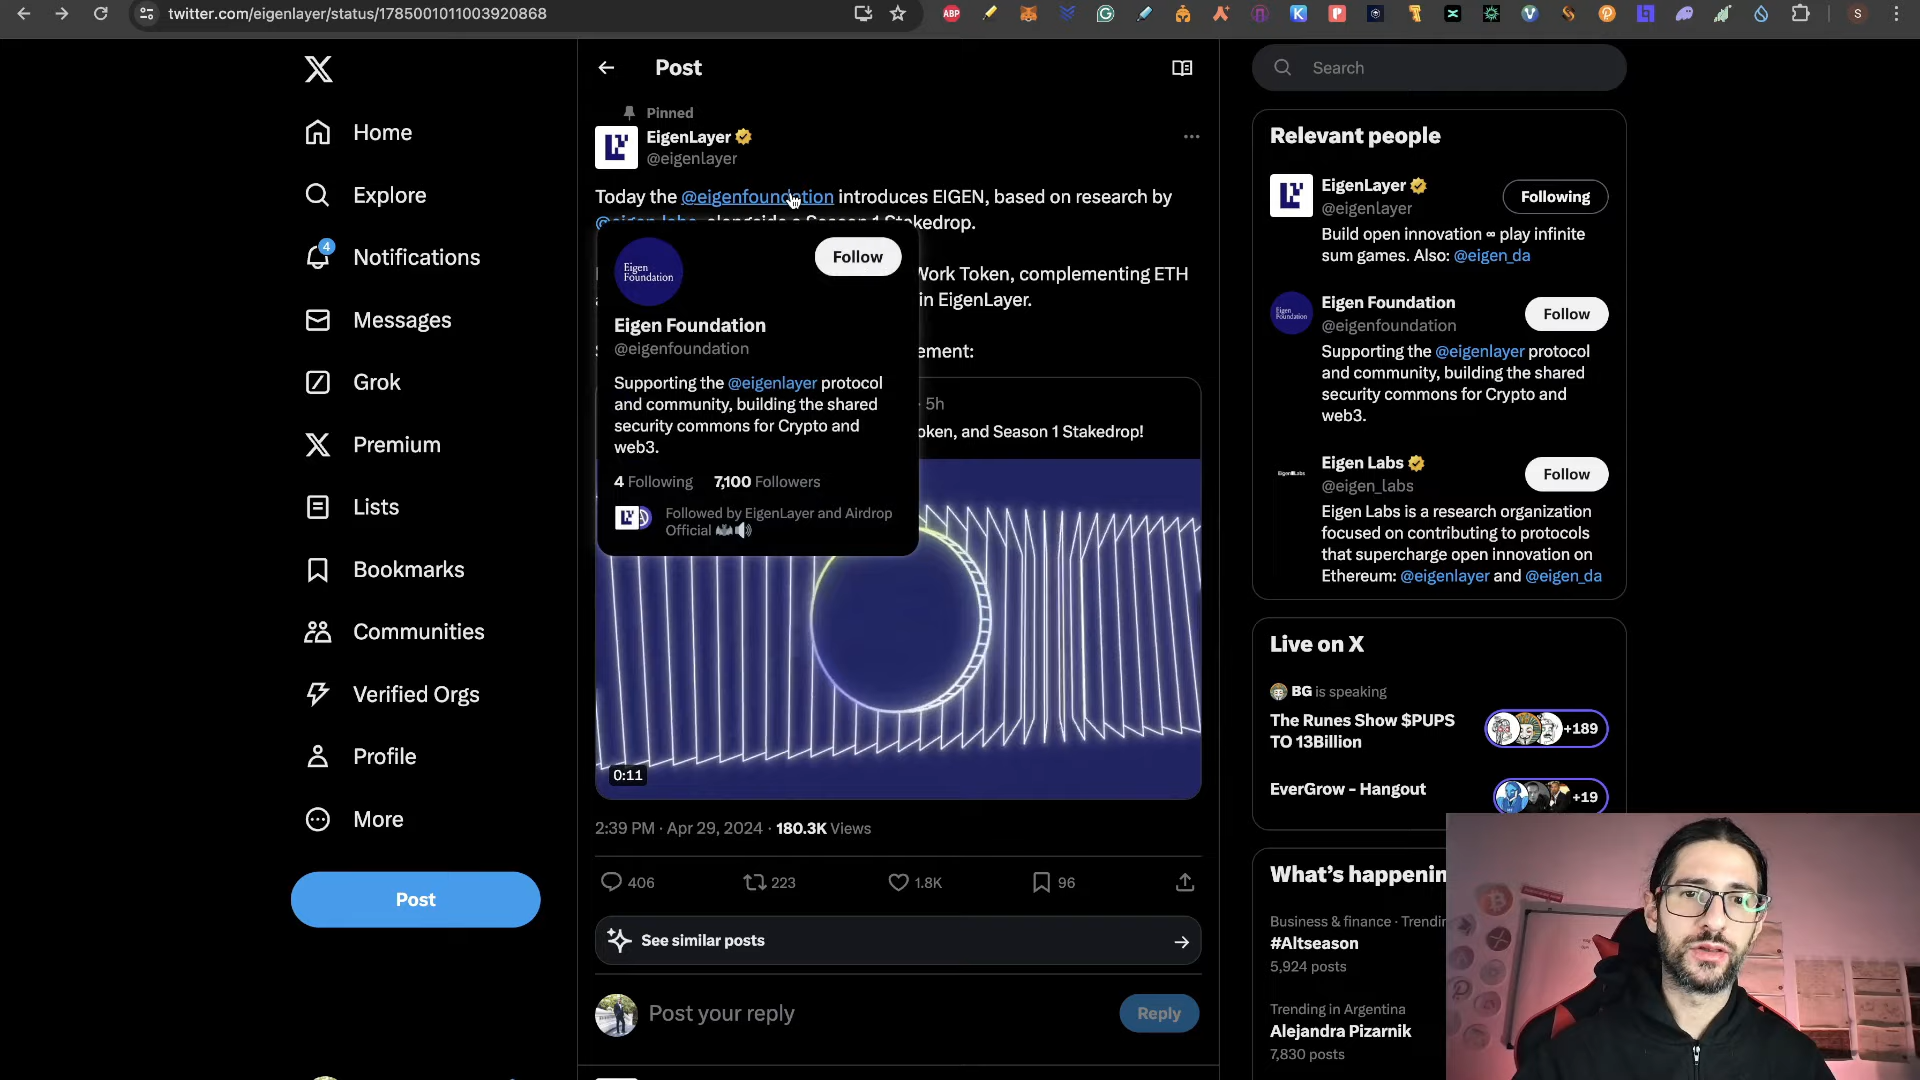 twitter.com/eigenlayer/status/1785001011003920868
ABP
S
Home
Explore
4
Notifications
Messages
Grok
Premium
Lists
Bookmarks
Communities
Verified Orgs
Profile
More
Post
Post
Pinned
EigenLayer
@eigenlayer
Today the @eigenfoundation introduces EIGEN, based on research by
Work Token, complementing ETH
in EigenLayer.
Eigen
Foundation
Follow
Eigen Foundation
@eigenfoundation
Supporting the @eigenlayer protocol
and community, building the shared
security commons for Crypto and
web3.
4 Following 7,100 Followers
Followed by EigenLayer and Airdrop
Official
· 5h
and Season 1 Stakedrop!
0:11
2:39 PM · Apr 29, 2024 · 180.3K Views
406
223
1.8K
96
See similar posts
Post your reply
Reply
Search
Relevant people
EigenLayer
@eigenlayer
Following
Build open innovation ∞ play infinite
sum games. Also: @eigen_da
Eigen
Foundation
Eigen Foundation
@eigenfoundation
Follow
Supporting the @eigenlayer protocol
and community, building the shared
security commons for Crypto and
web3.
Eigen Labs
@eigen_labs
Follow
Eigen Labs is a research organization
focused on contributing to protocols
that supercharge open innovation on
Ethereum: @eigenlayer and @eigen_da
Live on X
BG is speaking
The Runes Show $PUPS
TO 13Billion
+189
EverGrow - Hangout
+19
What's
Business & finance ·
#Altseason
5,924 posts
Trending in Argentina
Alejandra Pizarnik
7,830 posts